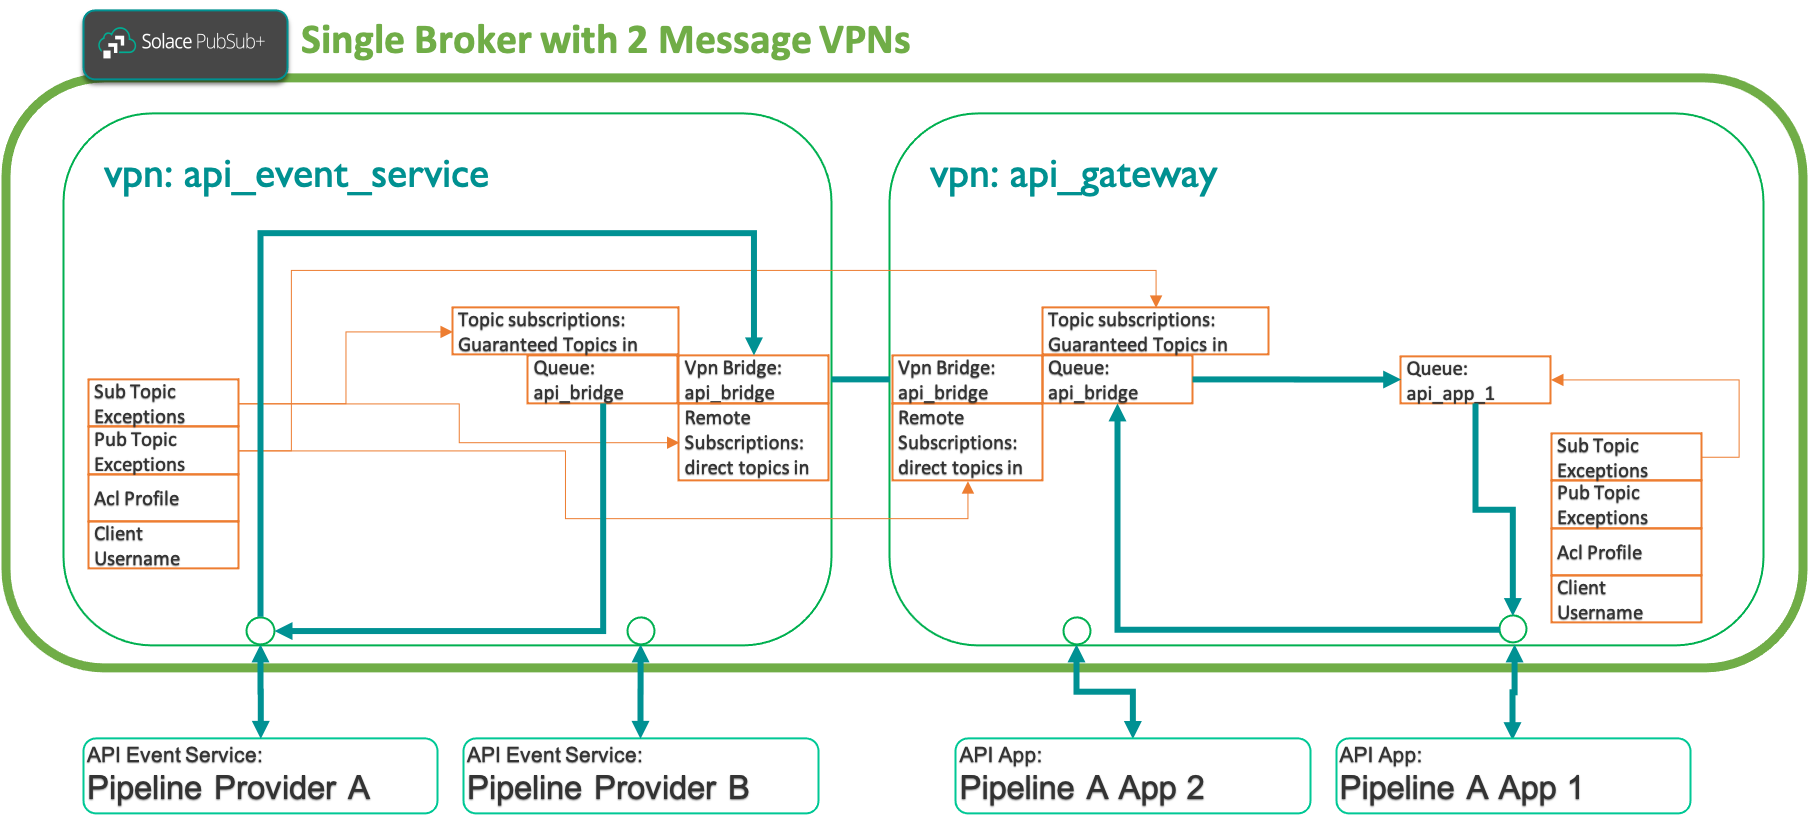 Solace PubSub+
Single Broker with 2 Message VPNs
vpn: api_event_service
Topic subscriptions:
Guaranteed Topics in
Queue:
api_bridge
Vpn Bridge:
api_bridge
Remote
Subscriptions:
direct topics in
Sub Topic
Exceptions
Pub Topic
Exceptions
Acl Profile
Client
Username
vpn: api_gateway
Topic subscriptions:
Guaranteed Topics in
Vpn Bridge:
api_bridge
Queue:
api_bridge
Remote
Subscriptions:
direct topics in
Queue:
api_app_1
Sub Topic
Exceptions
Pub Topic
Exceptions
Acl Profile
Client
Username
API Event Service:
Pipeline Provider A
API Event Service:
Pipeline Provider B
API App:
Pipeline A App 2
API App:
Pipeline A App 1